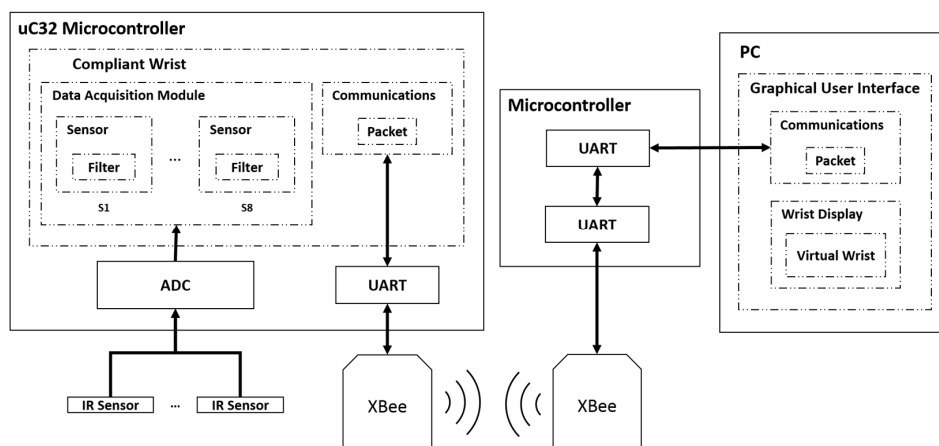 uC32 Microcontroller
Compliant Wrist
Data Acquisition Module
Sensor
Filter
S1
...
Sensor
Filter
S8
Communications
Packet
ADC
UART
IR Sensor
...
IR Sensor
XBee
Microcontroller
UART
UART
XBee
PC
Graphical User Interface
Communications
Packet
Wrist Display
Virtual Wrist